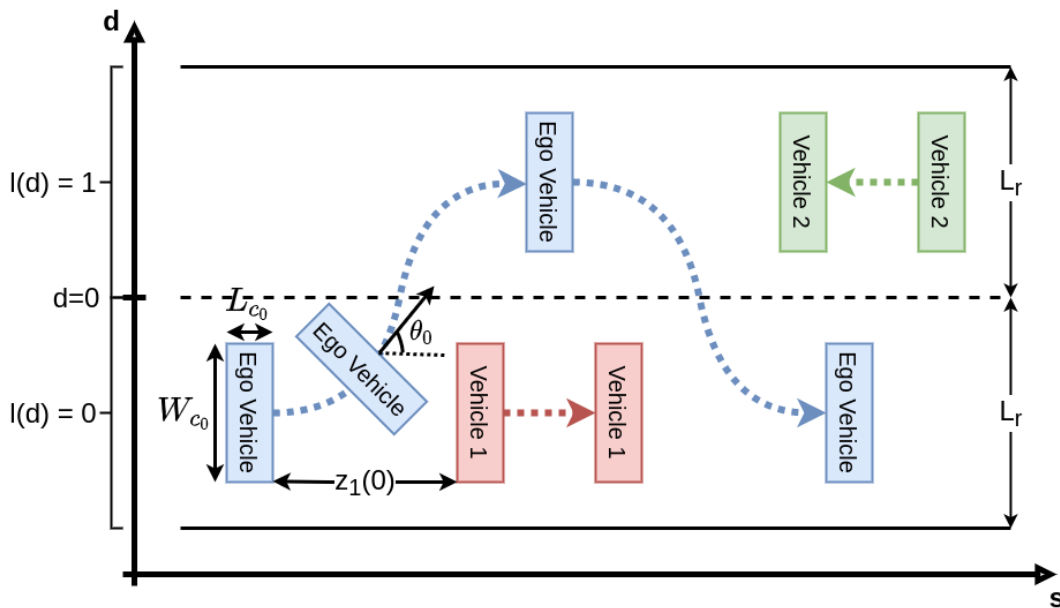 d
l(d) = 1
d=0
l(d) = 0
L_{c_0}
W_{c_0}
θ_0
z_1(0)
Ego Vehicle
Ego Vehicle
Ego Vehicle
Ego Vehicle
Vehicle 1
Vehicle 1
Vehicle 2
Vehicle 2
L_r
L_r
s